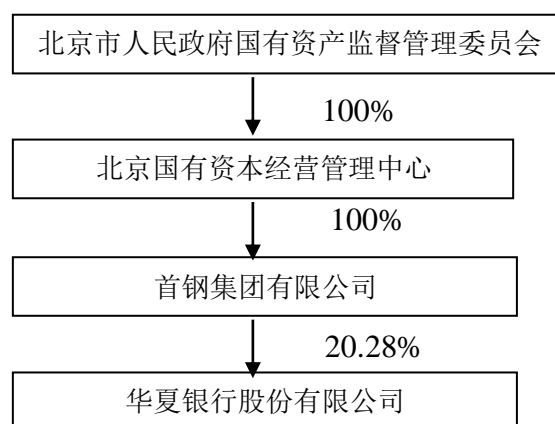 北京市人民政府国有资产监督管理委员会
100%
北京国有资本经营管理中心
100%
首钢集团有限公司
20.28%
华夏银行股份有限公司